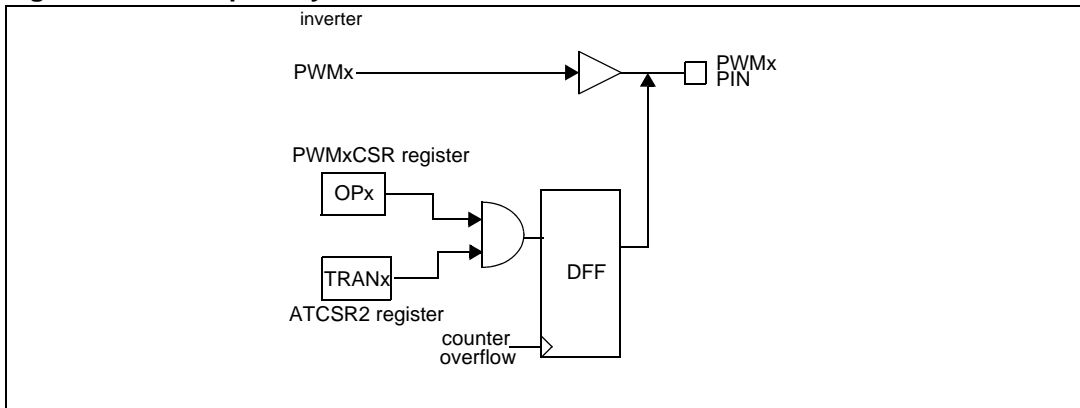 inverter
PWMx
PWMx
PIN
PWMxCSR register
OPx
TRANx
ATCSR2 register
DFF
counter
overflow